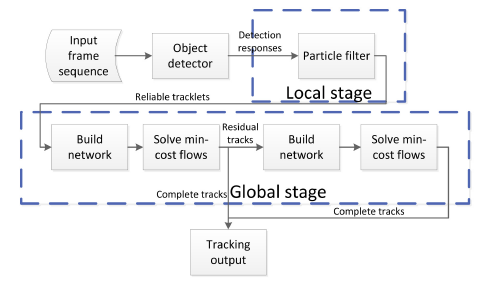 Input
frame
sequence
Object
detector
Detection
responses
Particle filter
Local stage
Reliable tracklets
Build
network
Solve min-
cost flows
Residual
tracks
Build
network
Solve min-
cost flows
Complete tracks
Global stage
Complete tracks
Tracking
output